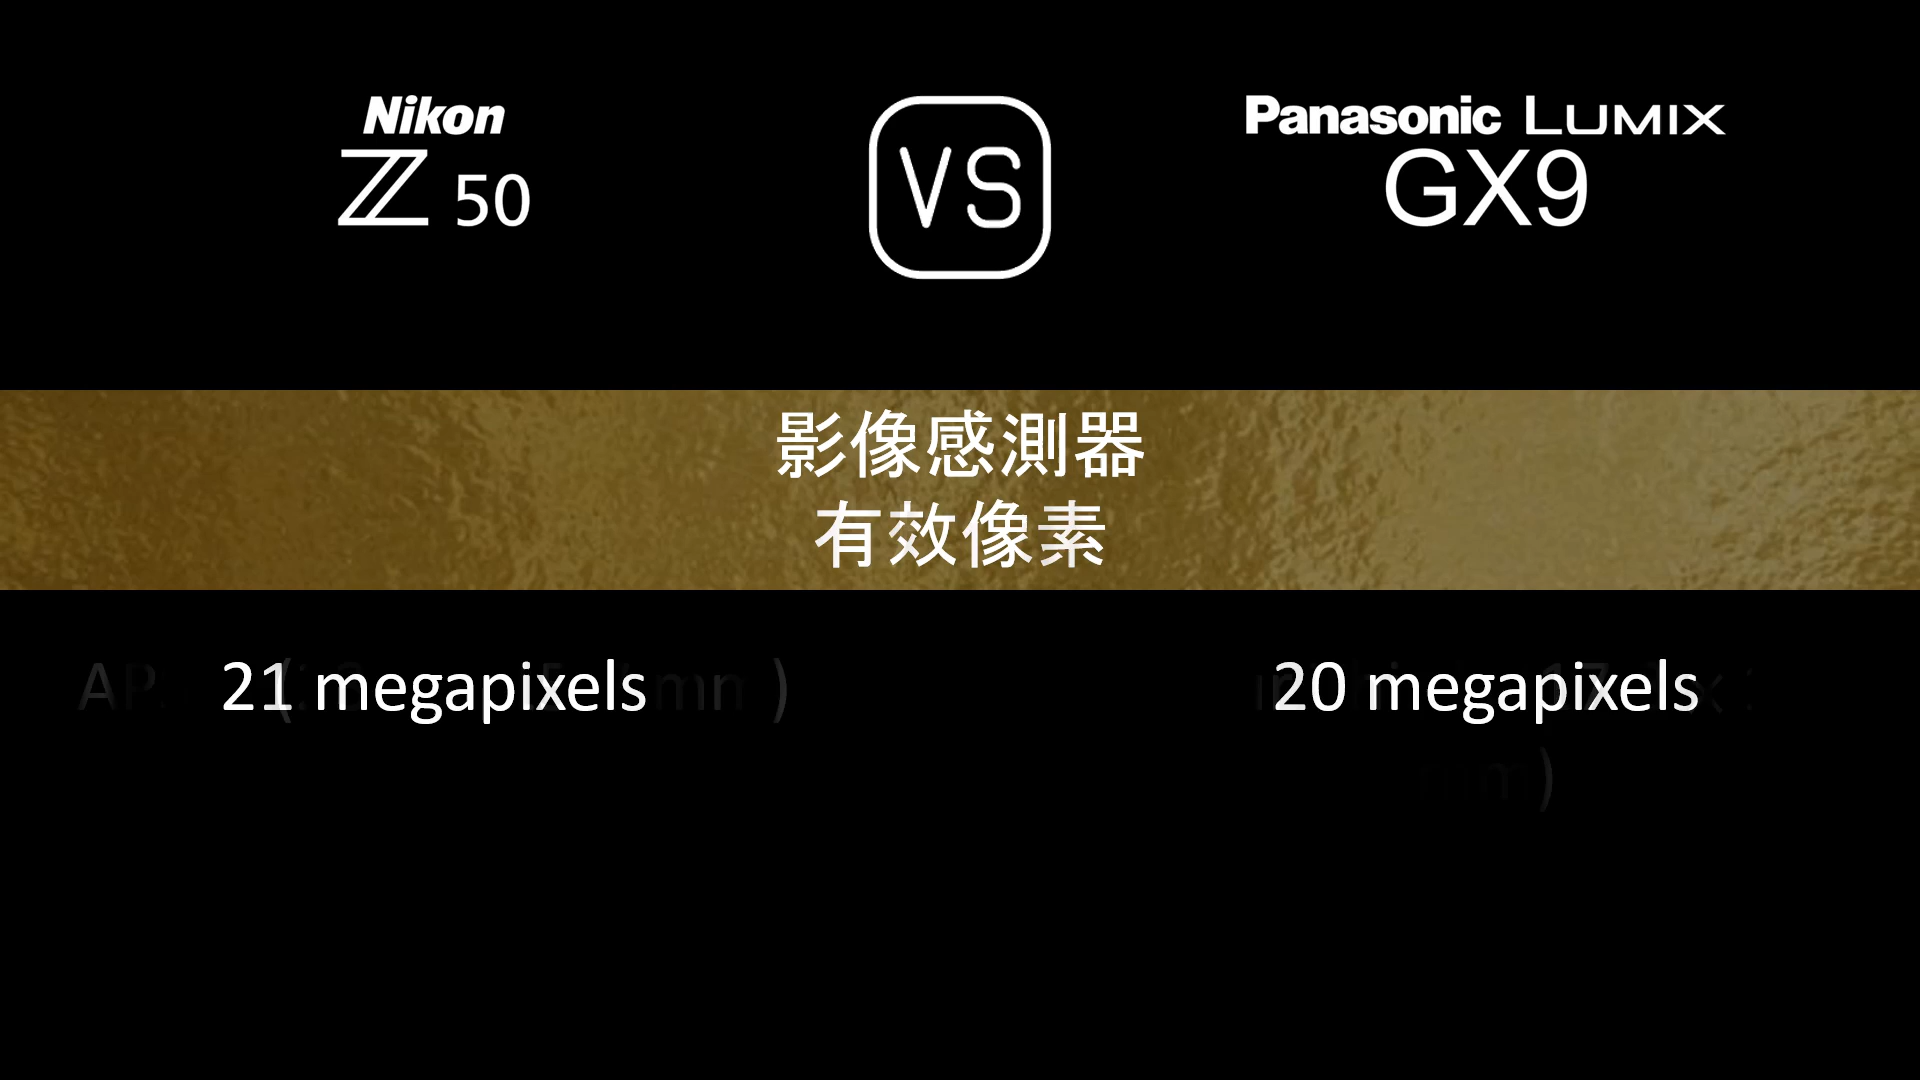 Nikon
Z 50
VS
Panasonic LUMIX
GX9
影像感測器
有效像素
21 megapixels
20 megapixels